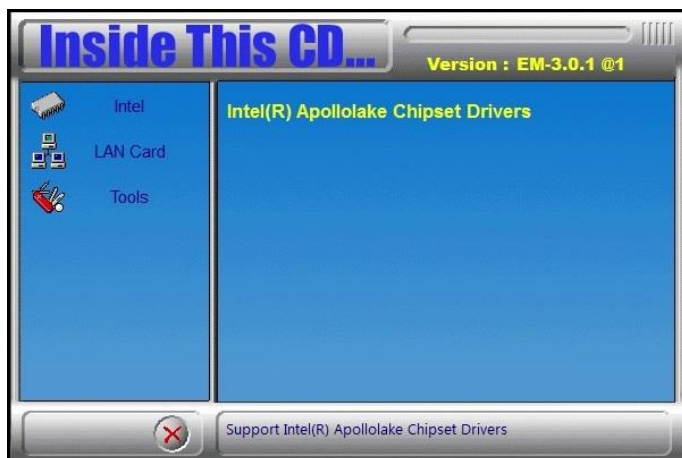 Inside This CD...
Version : EM-3.0.1 @1
Intel
LAN Card
Tools
Intel(R) Apollolake Chipset Drivers
Support Intel(R) Apollolake Chipset Drivers